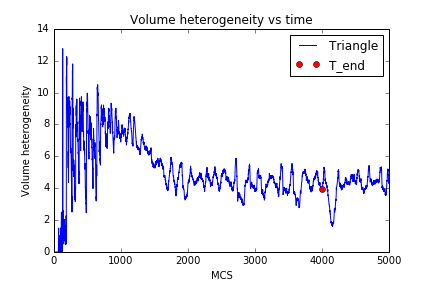 Volume heterogeneity vs time
14
12
10
8
6
4
2
0
Volume heterogeneity
Triangle
T_end
0 1000 2000 3000 4000 5000
MCS